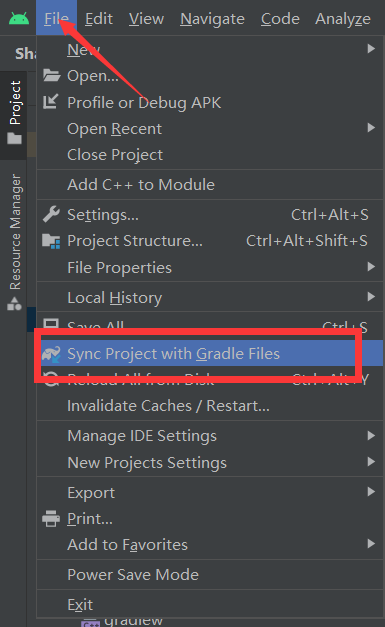 File Edit View Navigate Code Analyze
Sha
Project
Resource Manager
New
Open...
Profile or Debug APK
Open Recent
Close Project
Add C++ to Module
Settings... Ctrl+Alt+S
Project Structure... Ctrl+Alt+Shift+S
File Properties
Local History
Save All Ctrl+S
Sync Project with Gradle Files
Reload All from Disk Ctrl+Alt+Y
Invalidate Caches / Restart...
Manage IDE Settings
New Projects Settings
Export
Print...
Add to Favorites
Power Save Mode
Exit
gradlew